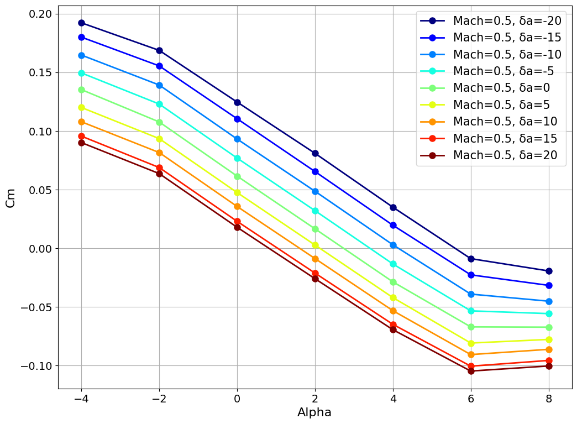 0.20
0.15
0.10
0.05
0.00
−0.05
−0.10
Cm
−4
−2
0
2
4
6
8
Alpha
Mach=0.5, δa=-20
Mach=0.5, δa=-15
Mach=0.5, δa=-10
Mach=0.5, δa=-5
Mach=0.5, δa=0
Mach=0.5, δa=5
Mach=0.5, δa=10
Mach=0.5, δa=15
Mach=0.5, δa=20